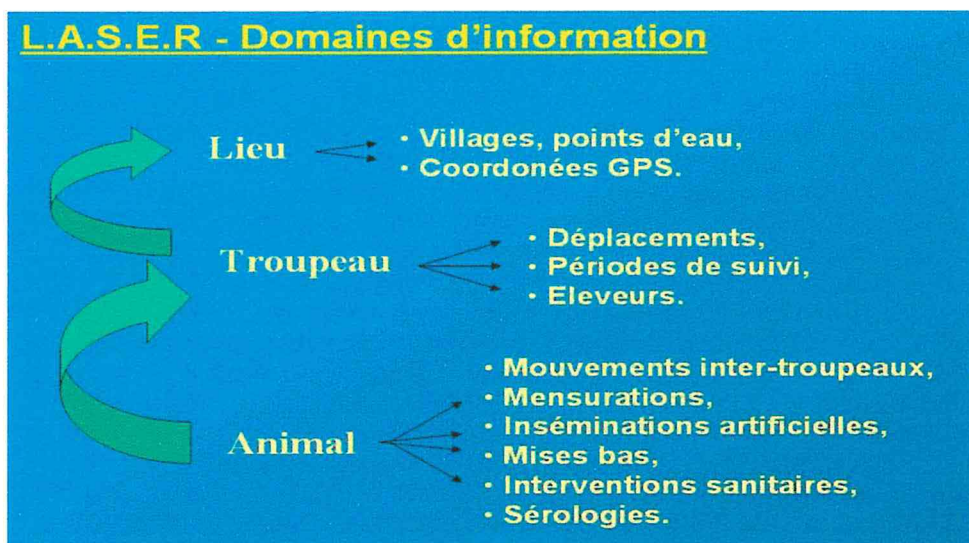 L.A.S.E.R - Domaines d'information
Lieu
• Villages, points d'eau,
• Coordonées GPS.
Troupeau
• Déplacements,
• Périodes de suivi,
• Eleveurs.
Animal
• Mouvements inter-troupeaux,
• Mensurations,
• Inséminations artificielles,
• Mises bas,
• Interventions sanitaires,
• Sérologies.